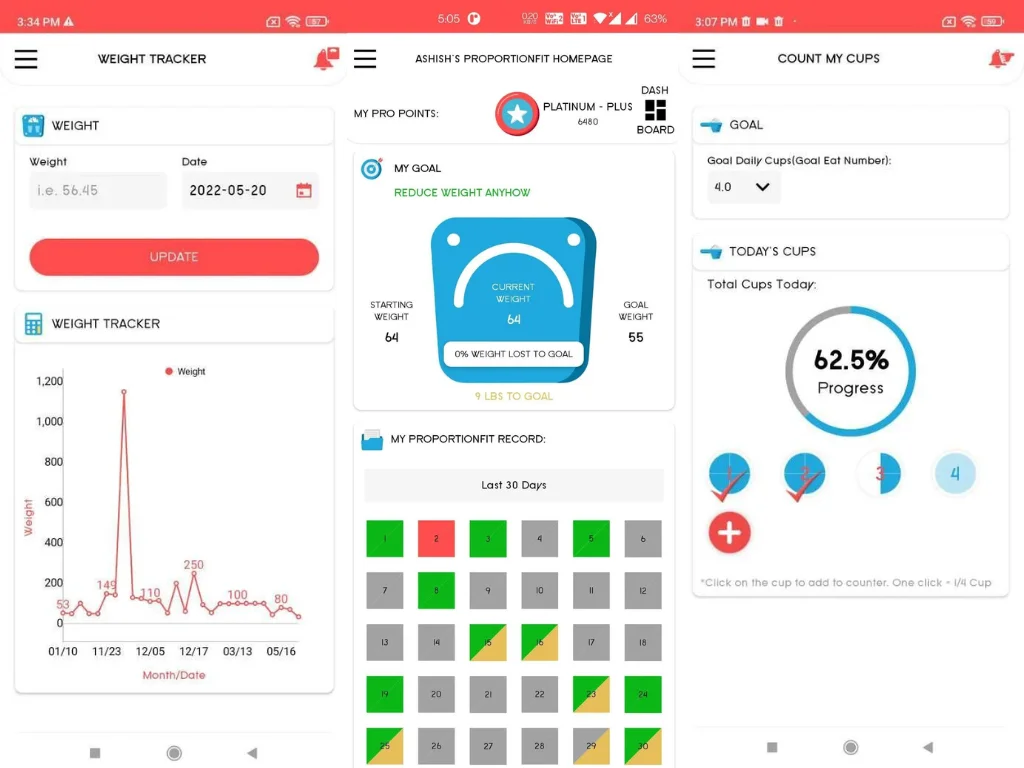 3:34 PM
57
WEIGHT TRACKER
WEIGHT
Weight
Date
i.e. 56.45
2022-05-20
UPDATE
WEIGHT TRACKER
Weight
1,200
1,000
800
600
400
200
0
Weight
53
149
110
250
100
80
01/10
11/23
12/05
12/17
03/13
05/16
Month/Date
5:05
63%
ASHISH'S PROPORTIONFIT HOMEPAGE
MY PRO POINTS:
PLATINUM - PLUS
6480
DASH
BOARD
MY GOAL
REDUCE WEIGHT ANYHOW
STARTING
WEIGHT
64
CURRENT
WEIGHT
64
0% WEIGHT LOST TO GOAL
GOAL
WEIGHT
55
9 LBS TO GOAL
MY PROPORTIONFIT RECORD:
Last 30 Days
1 2 3 4 5 6
7 8 9 10 11 12
13 14 15 16 17 18
19 20 21 22 23 24
25 26 27 28 29 30
3:07 PM
COUNT MY CUPS
GOAL
Goal Daily Cups(Goal Eat Number):
4.0
TODAY'S CUPS
Total Cups Today:
62.5%
Progress
1 2 3 4
*Click on the cup to add to counter. One click - 1/4 Cup